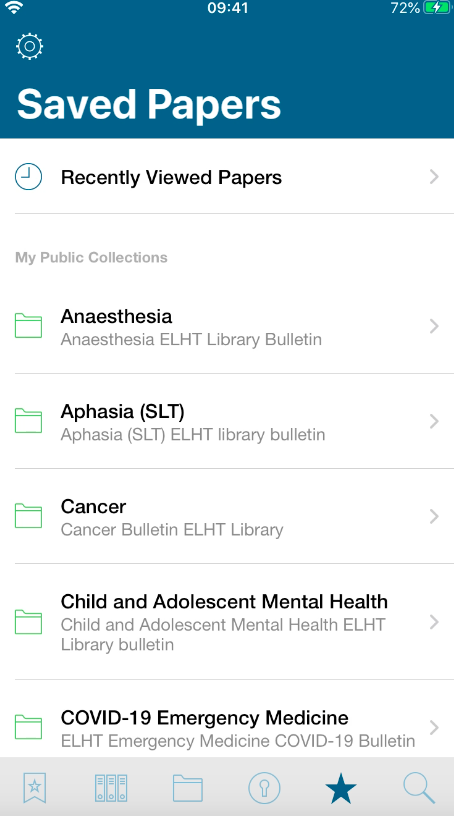 09:41
72%
Saved Papers
Recently Viewed Papers
My Public Collections
Anaesthesia
Anaesthesia ELHT Library Bulletin
Aphasia (SLT)
Aphasia (SLT) ELHT library bulletin
Cancer
Cancer Bulletin ELHT Library
Child and Adolescent Mental Health
Child and Adolescent Mental Health ELHT
Library bulletin
COVID-19 Emergency Medicine
ELHT Emergency Medicine COVID-19 Bulletin